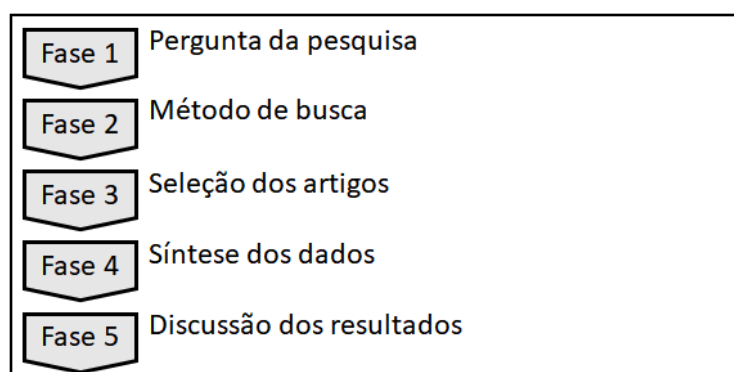 Fase 1 Pergunta da pesquisa
Fase 2 Método de busca
Fase 3 Seleção dos artigos
Fase 4 Síntese dos dados
Fase 5 Discussão dos resultados